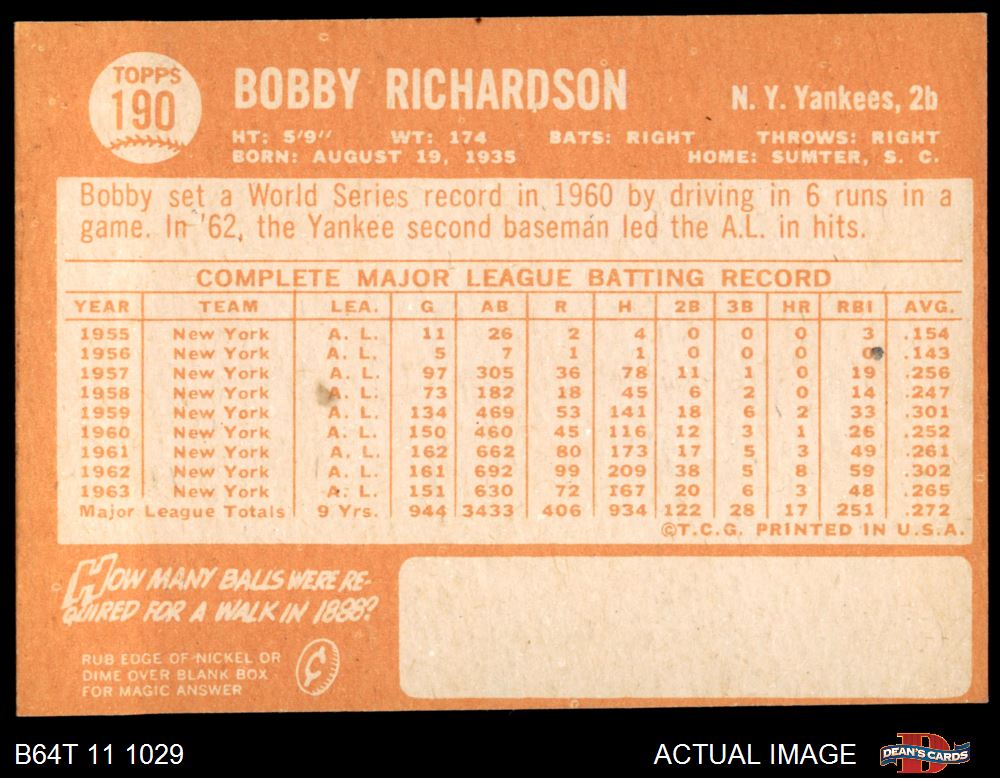 TOPPS
190
BOBBY RICHARDSON
N. Y. Yankees, 2b
HT: 5'9" WT: 174 BATS: RIGHT THROWS: RIGHT
BORN: AUGUST 19, 1935 HOME: SUMTER, S. C.
Bobby set a World Series record in 1960 by driving in 6 runs in a
game. In '62, the Yankee second baseman led the A.L. in hits.
COMPLETE MAJOR LEAGUE BATTING RECORD
YEAR TEAM LEA. G AB R H 2B 3B HR RBI AVG.
1955 New York A. L. 11 26 2 4 0 0 0 3 .154
1956 New York A. L. 5 7 1 1 0 0 0 0 .143
1957 New York A. L. 97 305 36 78 11 1 0 19 .256
1958 New York A. L. 73 182 18 45 6 2 0 14 .247
1959 New York A. L. 134 469 53 141 18 6 2 33 .301
1960 New York A. L. 150 460 45 116 12 3 1 26 .252
1961 New York A. L. 162 662 80 173 17 5 3 49 .261
1962 New York A. L. 161 692 99 209 38 5 8 59 .302
1963 New York A. L. 151 630 72 167 20 6 3 48 .265
Major League Totals 9 Yrs. 944 3433 406 934 122 28 17 251 .272
©T.C.G. PRINTED IN U.S.A.
HOW MANY BALLS WERE RE-
QUIRED FOR A WALK IN 1888?
RUB EDGE OF NICKEL OR
DIME OVER BLANK BOX
FOR MAGIC ANSWER
B64T 11 1029
ACTUAL IMAGE
DEAN'S CARDS